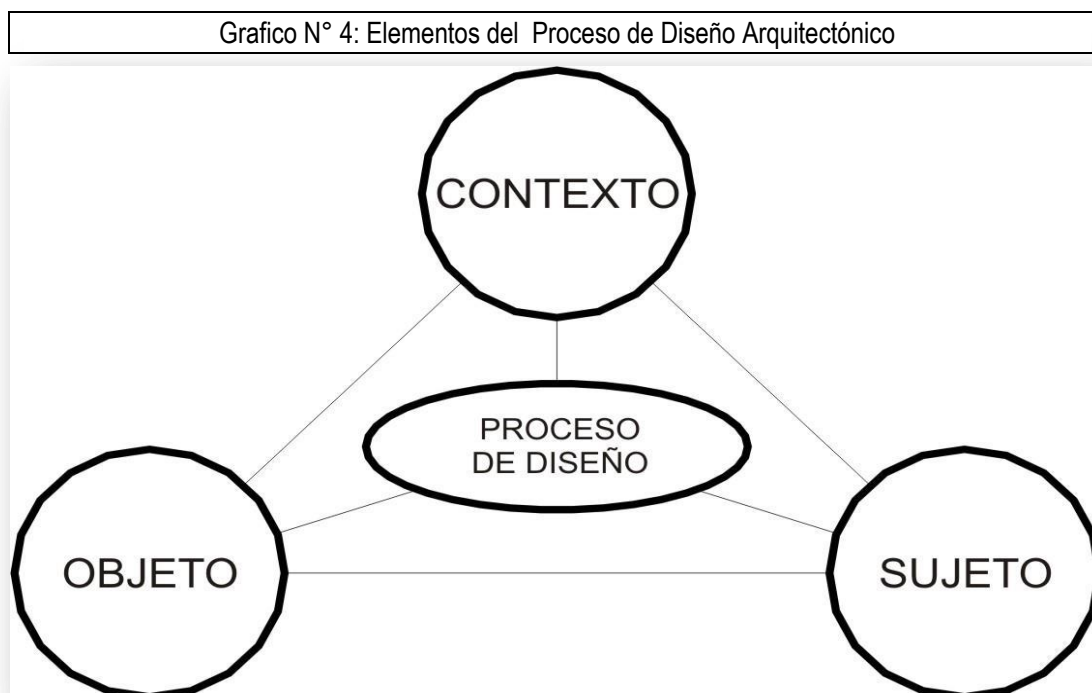 Grafico N° 4: Elementos del Proceso de Diseño Arquitectónico
CONTEXTO
PROCESO
DE DISEÑO
OBJETO
SUJETO